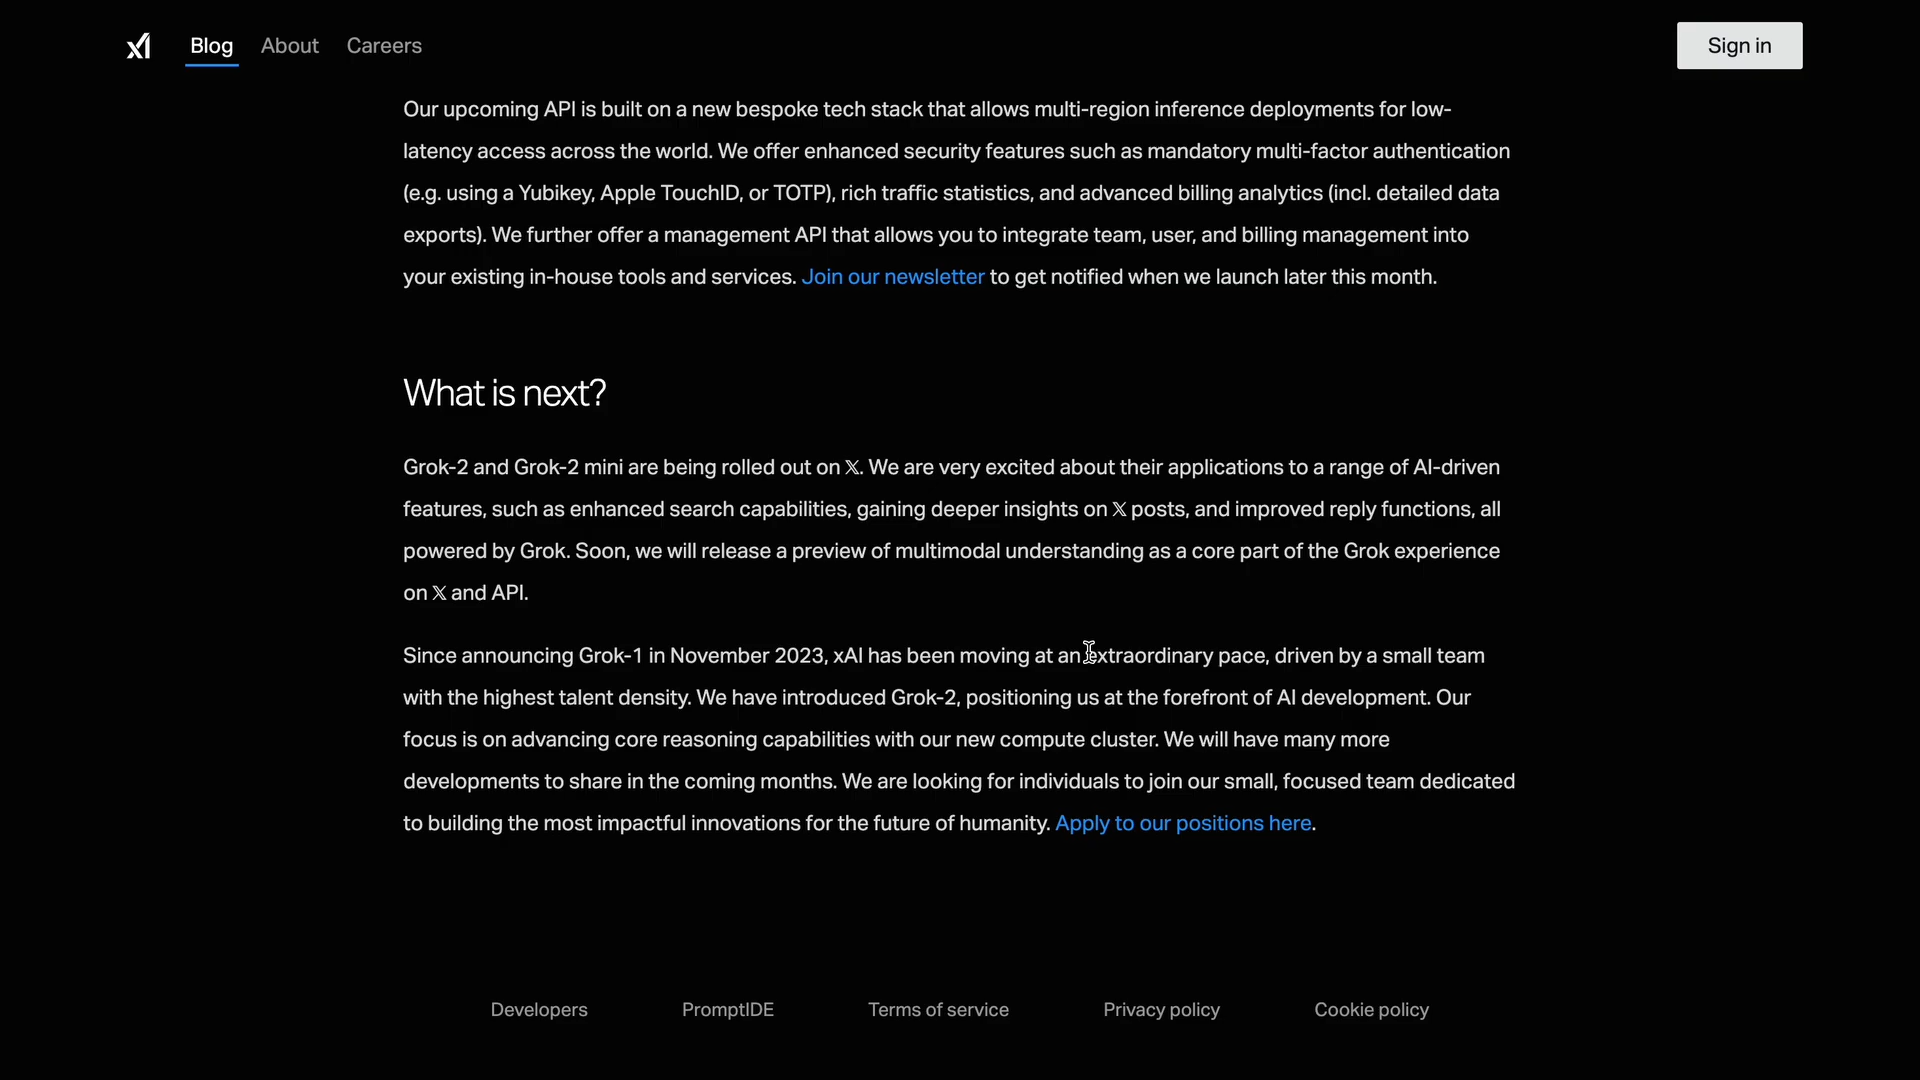 Blog
About
Careers
Sign in
Our upcoming API is built on a new bespoke tech stack that allows multi-region inference deployments for low-
latency access across the world. We offer enhanced security features such as mandatory multi-factor authentication
(e.g. using a Yubikey, Apple TouchID, or TOTP), rich traffic statistics, and advanced billing analytics (incl. detailed data
exports). We further offer a management API that allows you to integrate team, user, and billing management into
your existing in-house tools and services. Join our newsletter to get notified when we launch later this month.
What is next?
Grok-2 and Grok-2 mini are being rolled out on 𝕏. We are very excited about their applications to a range of AI-driven
features, such as enhanced search capabilities, gaining deeper insights on 𝕏 posts, and improved reply functions, all
powered by Grok. Soon, we will release a preview of multimodal understanding as a core part of the Grok experience
on 𝕏 and API.
Since announcing Grok-1 in November 2023, xAI has been moving at an extraordinary pace, driven by a small team
with the highest talent density. We have introduced Grok-2, positioning us at the forefront of AI development. Our
focus is on advancing core reasoning capabilities with our new compute cluster. We will have many more
developments to share in the coming months. We are looking for individuals to join our small, focused team dedicated
to building the most impactful innovations for the future of humanity. Apply to our positions here.
Developers
PromptIDE
Terms of service
Privacy policy
Cookie policy